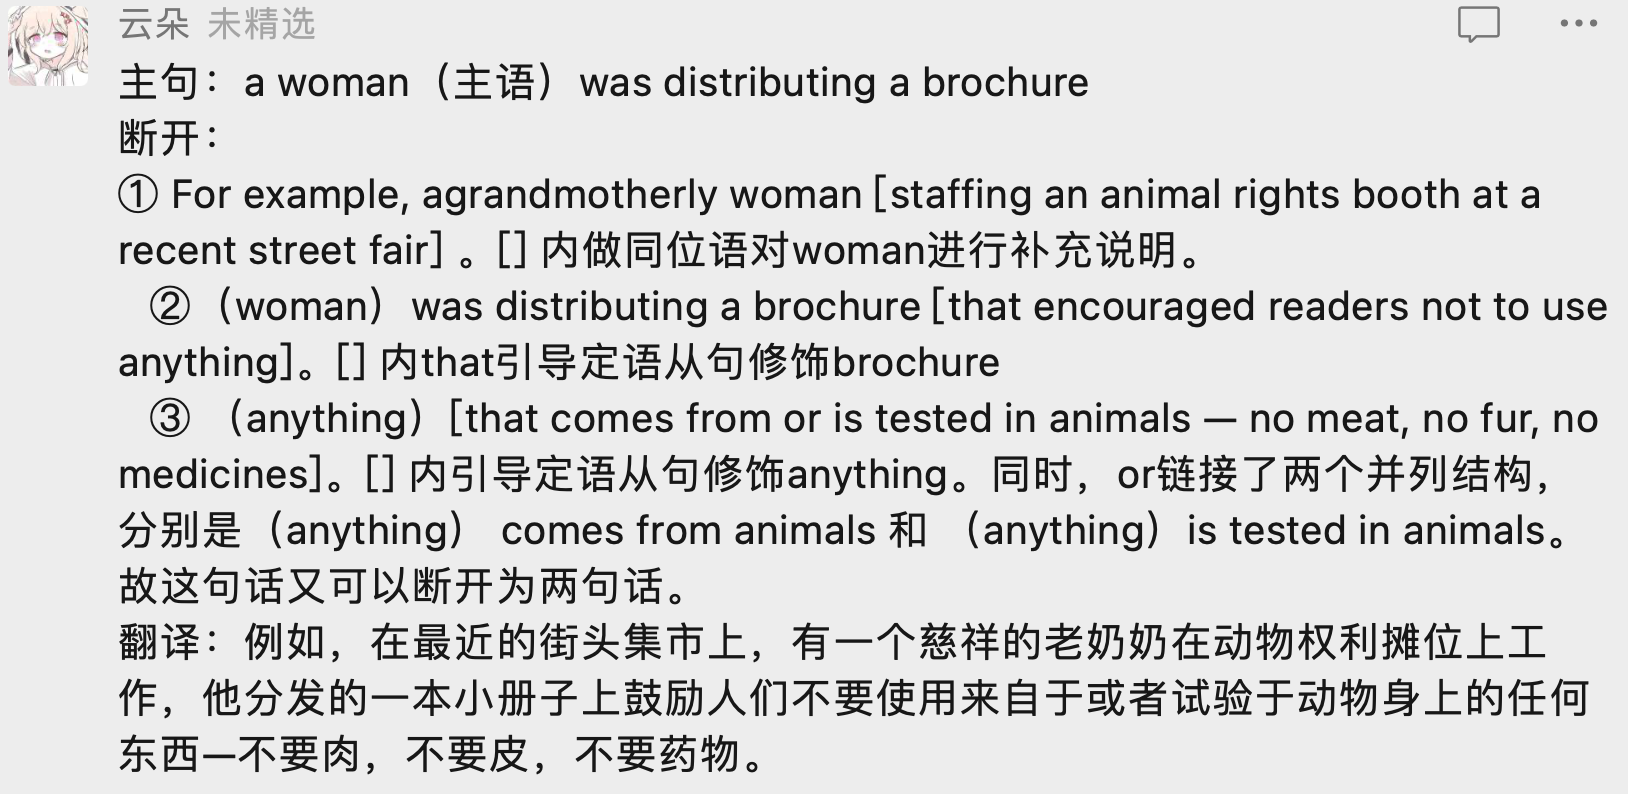 云朵 未精选
主句：a woman（主语）was distributing a brochure
断开：
① For example, agrandmotherly woman [staffing an animal rights booth at a
recent street fair] 。[] 内做同位语对woman进行补充说明。
②（woman）was distributing a brochure [that encouraged readers not to use
anything]。[] 内that引导定语从句修饰brochure
③ （anything）[that comes from or is tested in animals — no meat, no fur, no
medicines]。[] 内引导定语从句修饰anything。同时，or链接了两个并列结构，
分别是（anything） comes from animals 和 （anything）is tested in animals。
故这句话又可以断开为两句话。
翻译：例如，在最近的街头集市上，有一个慈祥的老奶奶在动物权利摊位上工
作，他分发的一本小册子上鼓励人们不要使用来自于或者试验于动物身上的任何
东西—不要肉，不要皮，不要药物。